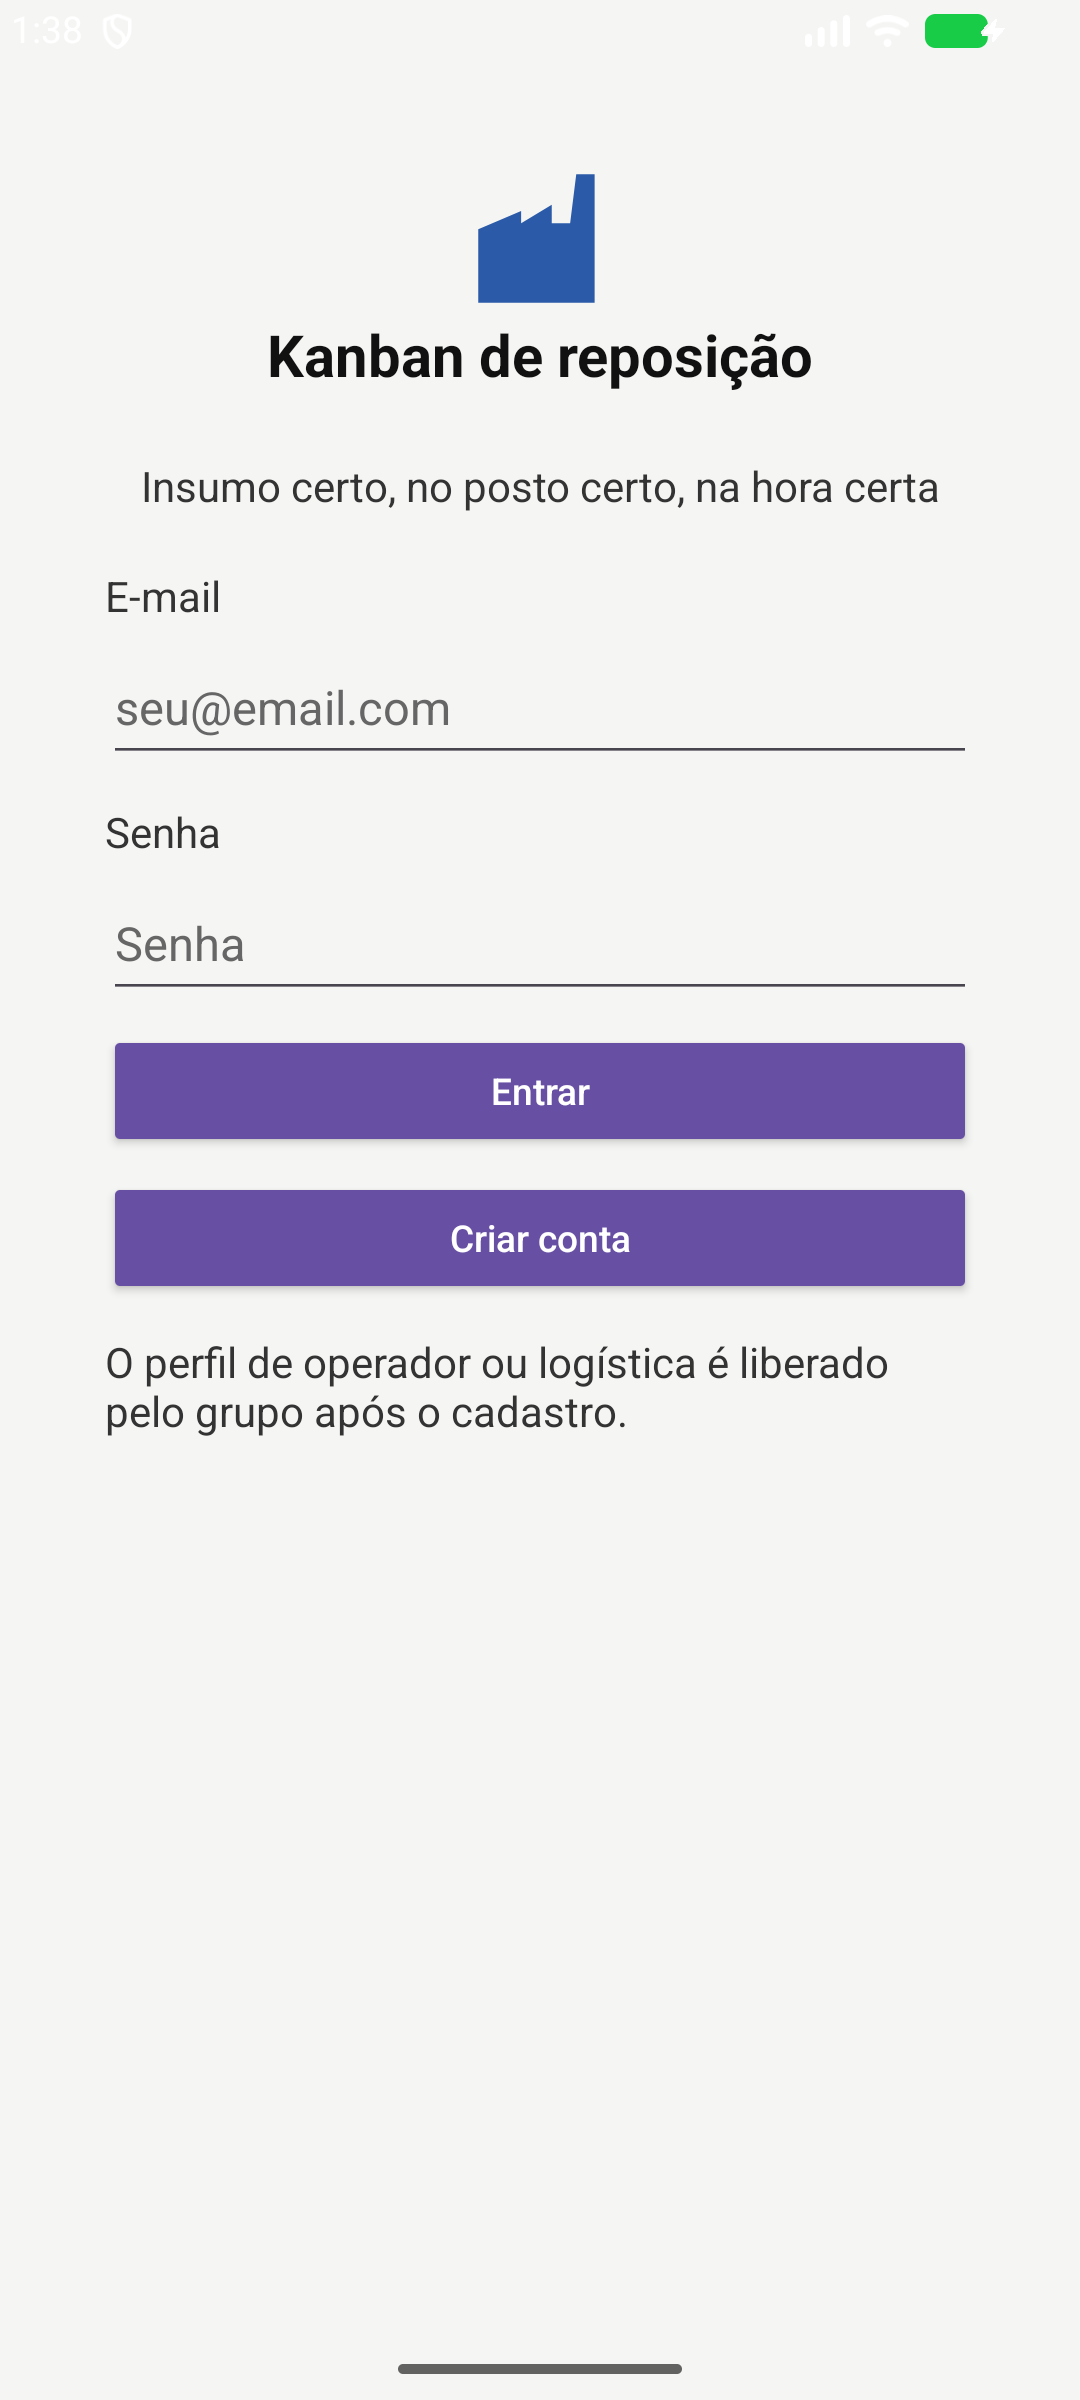 1:38
Kanban de reposição
Insumo certo, no posto certo, na hora certa
E-mail
seu@email.com
Senha
Senha
Entrar
Criar conta
O perfil de operador ou logística é liberado
pelo grupo após o cadastro.